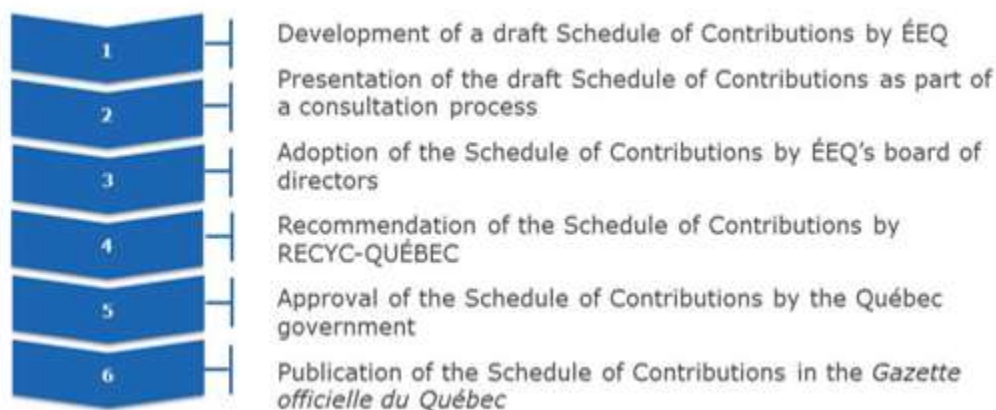 1
Development of a draft Schedule of Contributions by ÉEQ
2
Presentation of the draft Schedule of Contributions as part of
a consultation process
3
Adoption of the Schedule of Contributions by ÉEQ's board of
directors
4
Recommendation of the Schedule of Contributions by
RECYC-QUÉBEC
5
Approval of the Schedule of Contributions by the Québec
government
6
Publication of the Schedule of Contributions in the Gazette
officielle du Québec